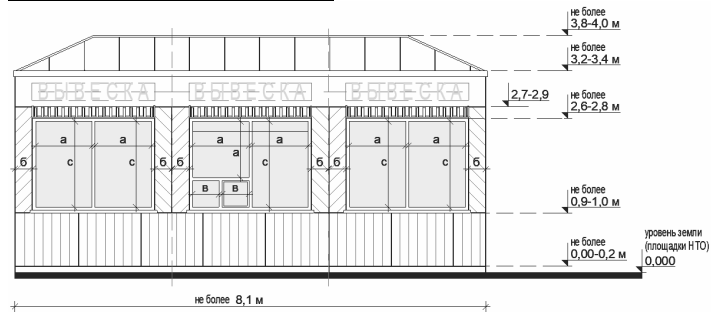 не более
3,8-4,0 м
не более
3,2-3,4 м
ВЫВЕСКА ВЫВЕСКА ВЫВЕСКА
2,7-2,9
не более
2,6-2,8 м
а а а а а а
а
б с с б б с б б с с б
в в
не более
0,9-1,0 м
уровень земли
(площадки НТО)
не более
0,00-0,2 м
0,000
не более 8,1 м